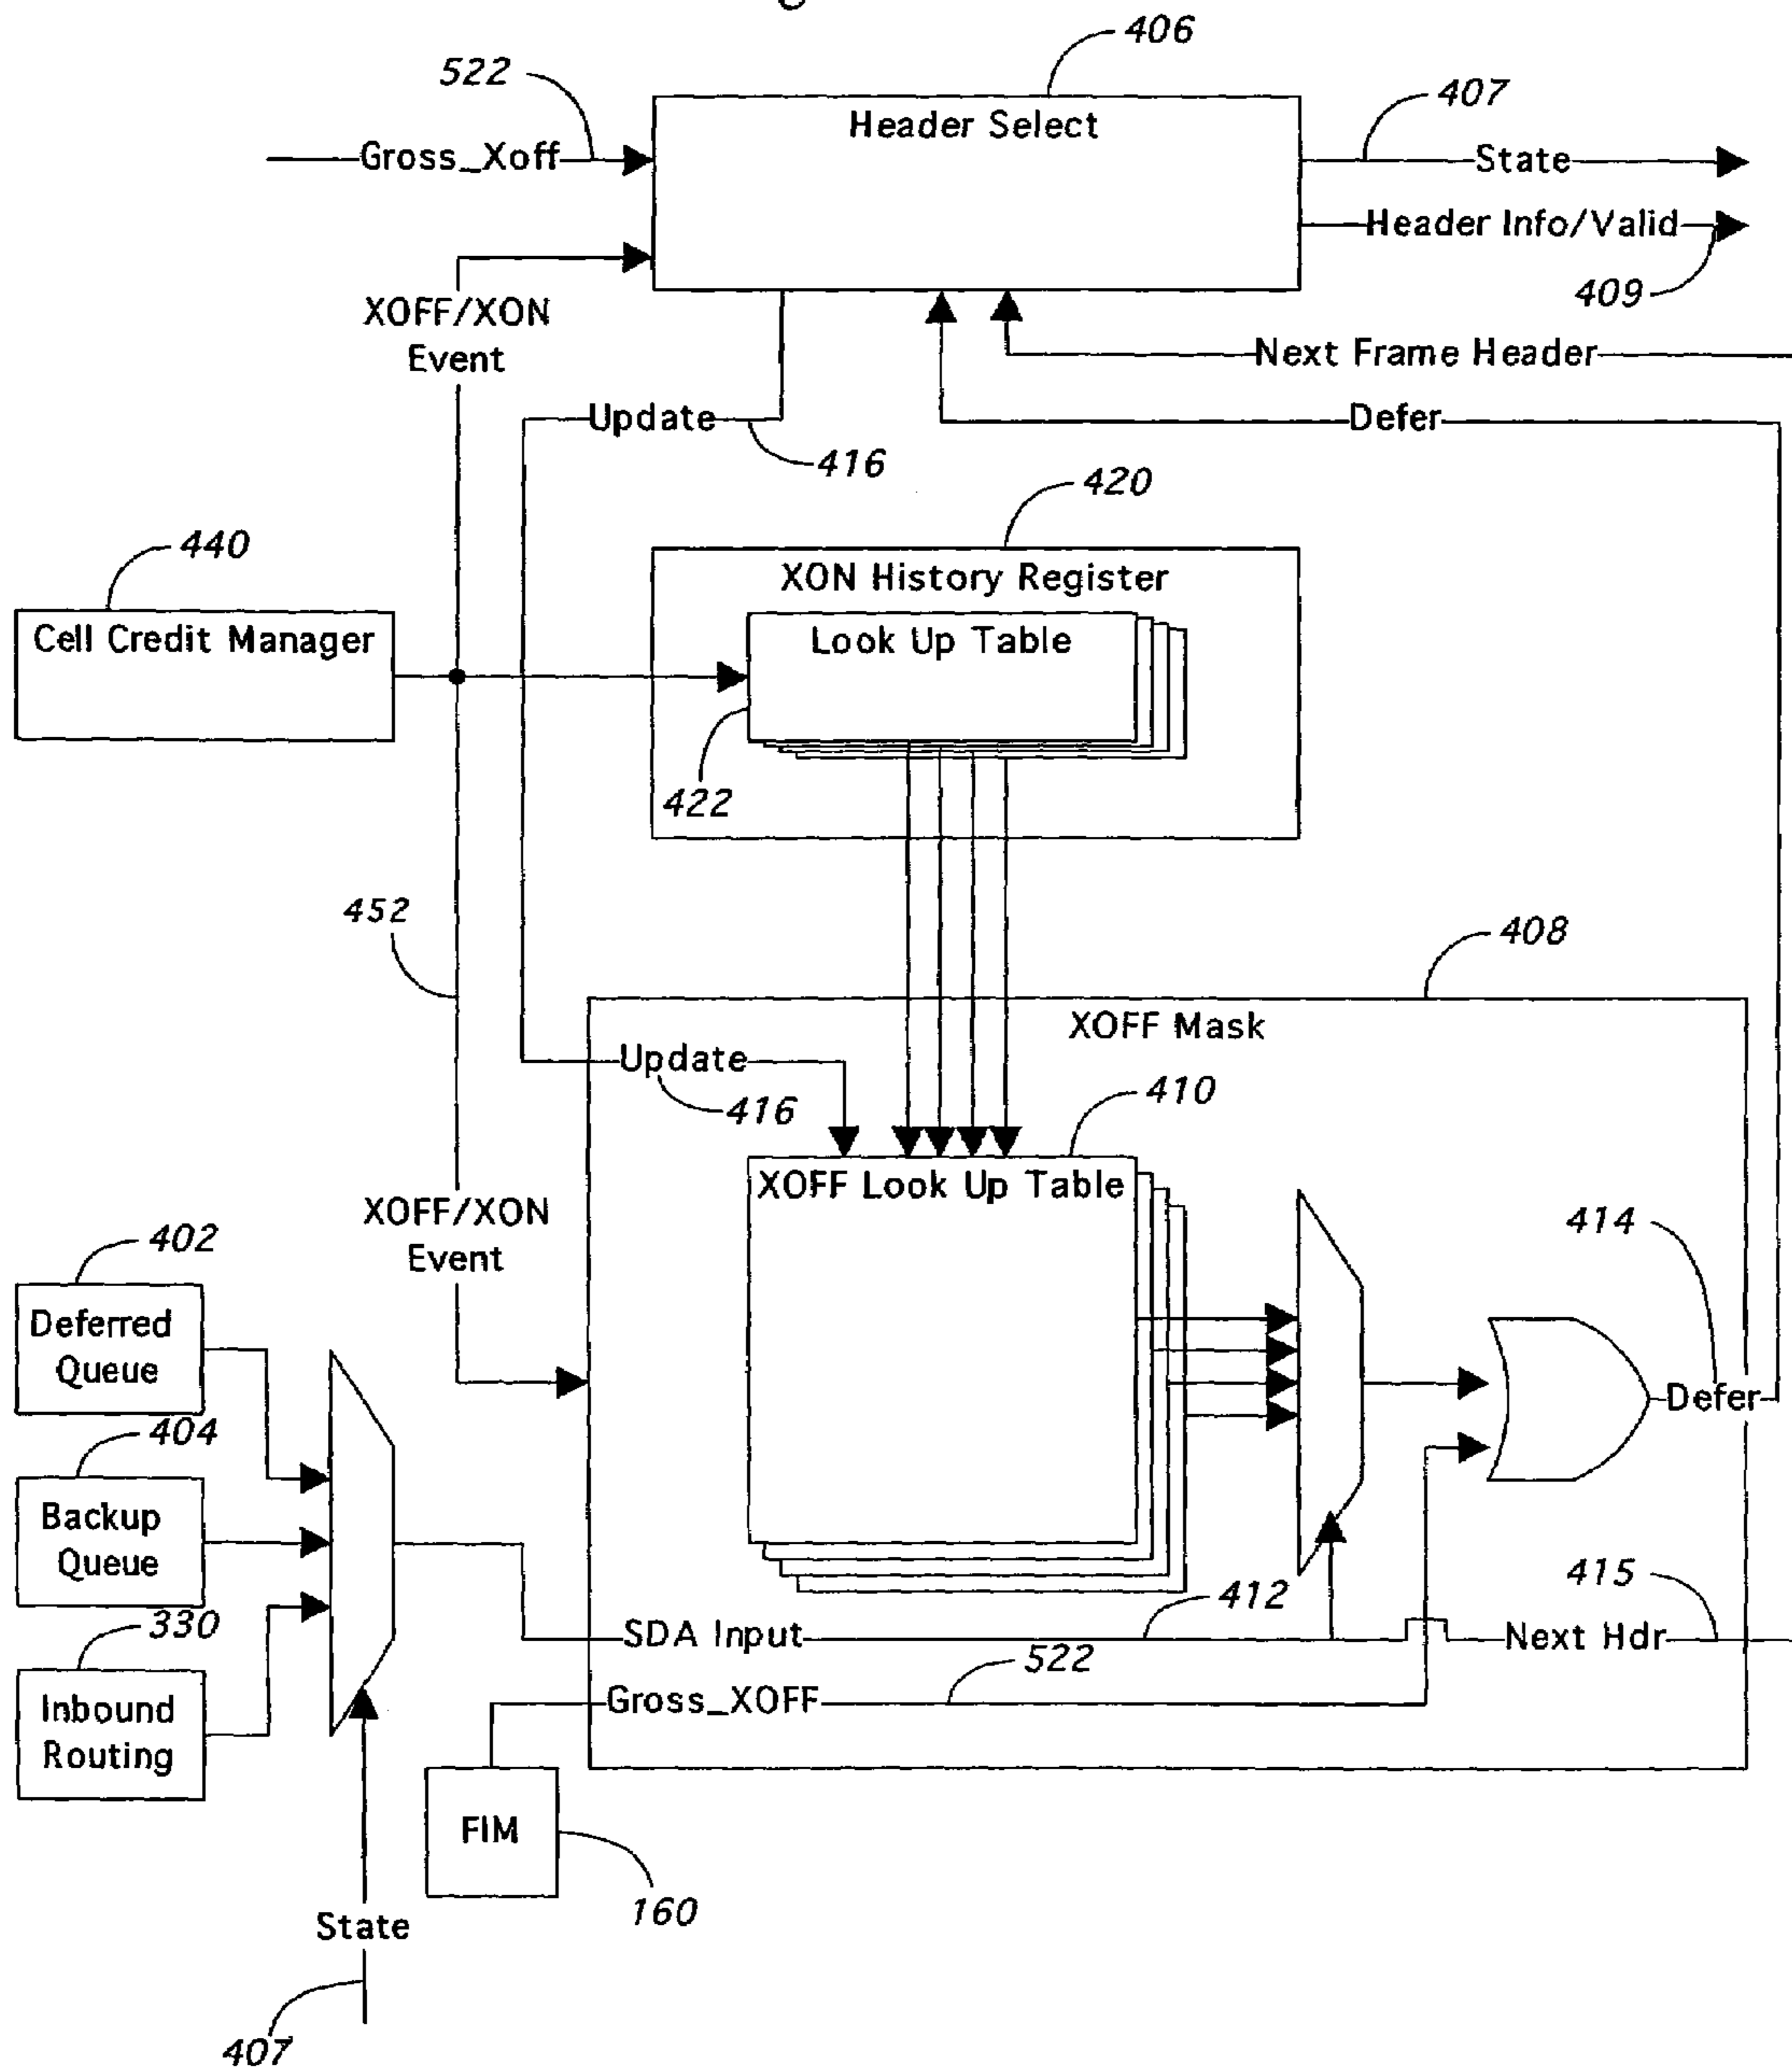 406
522
407
Header Select
Gross_Xoff
State
Header Info/Valid
409
XOFF/XON
Event
Next Frame Header
Update
Defer
416
420
440
XON History Register
Cell Credit Manager
Look Up Table
422
452
408
XOFF Mask
Update
416
410
XOFF Look Up Table
XOFF/XON
Event
414
402
Deferred
Queue
Defer
404
Backup
Queue
412
415
330
SDA Input
Next Hdr
522
Gross_XOFF
Inbound
Routing
FIM
160
State
407